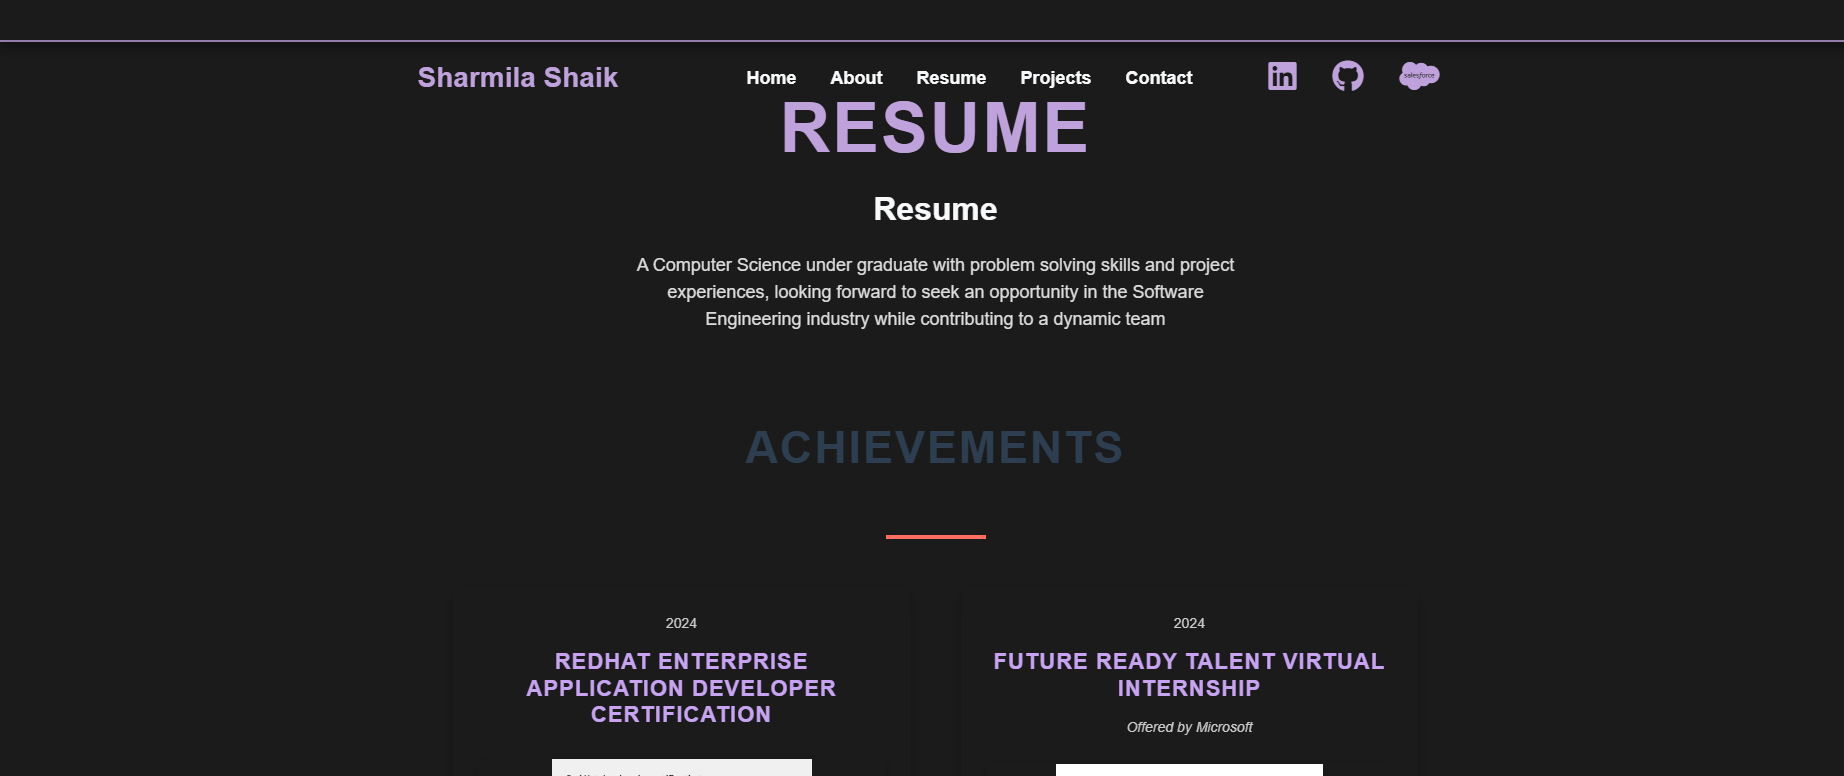 Sharmila Shaik
Home About Resume Projects Contact
salesforce
RESUME
Resume
A Computer Science under graduate with problem solving skills and project
experiences, looking forward to seek an opportunity in the Software
Engineering industry while contributing to a dynamic team
ACHIEVEMENTS
2024
REDHAT ENTERPRISE
APPLICATION DEVELOPER
CERTIFICATION
2024
FUTURE READY TALENT VIRTUAL
INTERNSHIP
Offered by Microsoft